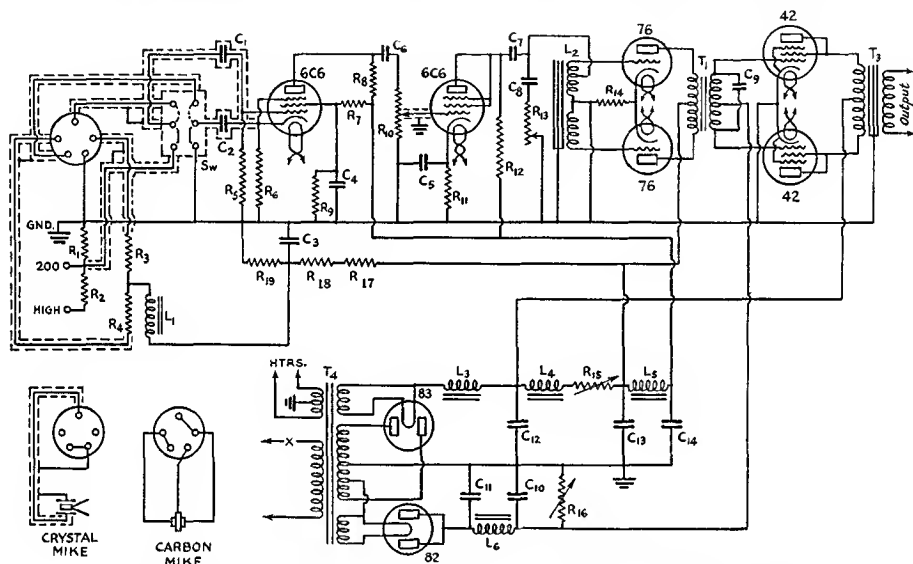 76
42
C1
6C6
C6
6C6
C7
L2
T1
C9
T3
output
R8
C8
R14
R7
R10
R13
C2
Sw
C4
C5
R12
R5
R6
R9
R11
76
42
GND.
R1
R3
C3
200
R19
R18
R17
R2
HIGH
R4
L1
HTRS.
T4
83
L3
L4
R15
L5
X
C12
C13
C14
C11
C10
R16
L6
82
CRYSTAL
MIKE
CARBON
MIKE